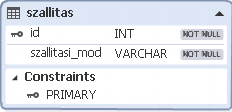 szallitas
id INT NOT NULL
szallitasi_mod VARCHAR NOT NULL
Constraints
PRIMARY